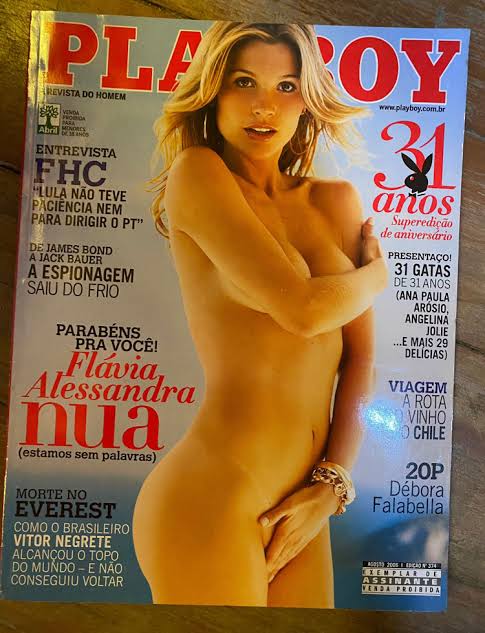 PLAYBOY
A REVISTA DO HOMEM
www.playboy.com.br
Abril
VENDA
PROIBIDA
PARA
MENORES
DE 18 ANOS
ENTREVISTA
FHC
"LULA NÃO TEVE
PACIÊNCIA NEM
PARA DIRIGIR O PT"
DE JAMES BOND
A JACK BAUER
A ESPIONAGEM
SAIU DO FRIO
PARABÉNS
PRA VOCÊ!
Flávia
Alessandra
nua
(estamos sem palavras)
MORTE NO
EVEREST
COMO O BRASILEIRO
VITOR NEGRETE
ALCANÇOU O TOPO
DO MUNDO – E NÃO
CONSEGUIU VOLTAR
31
anos
Superedição
de aniversário
PRESENTAÇO!
31 GATAS
DE 31 ANOS
(ANA PAULA
ARÓSIO,
ANGELINA
JOLIE
...E MAIS 29
DELÍCIAS)
VIAGEM
A ROTA
DO VINHO
NO CHILE
20P
Débora
Falabella
AGOSTO 2006 | EDIÇÃO Nº 374
EXEMPLAR DE
ASSINANTE
VENDA PROIBIDA